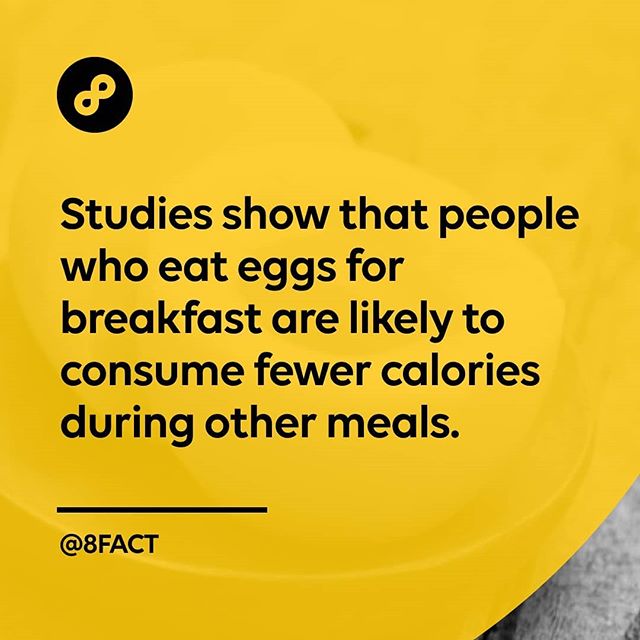 Studies show that people
who eat eggs for
breakfast are likely to
consume fewer calories
during other meals.
@8FACT